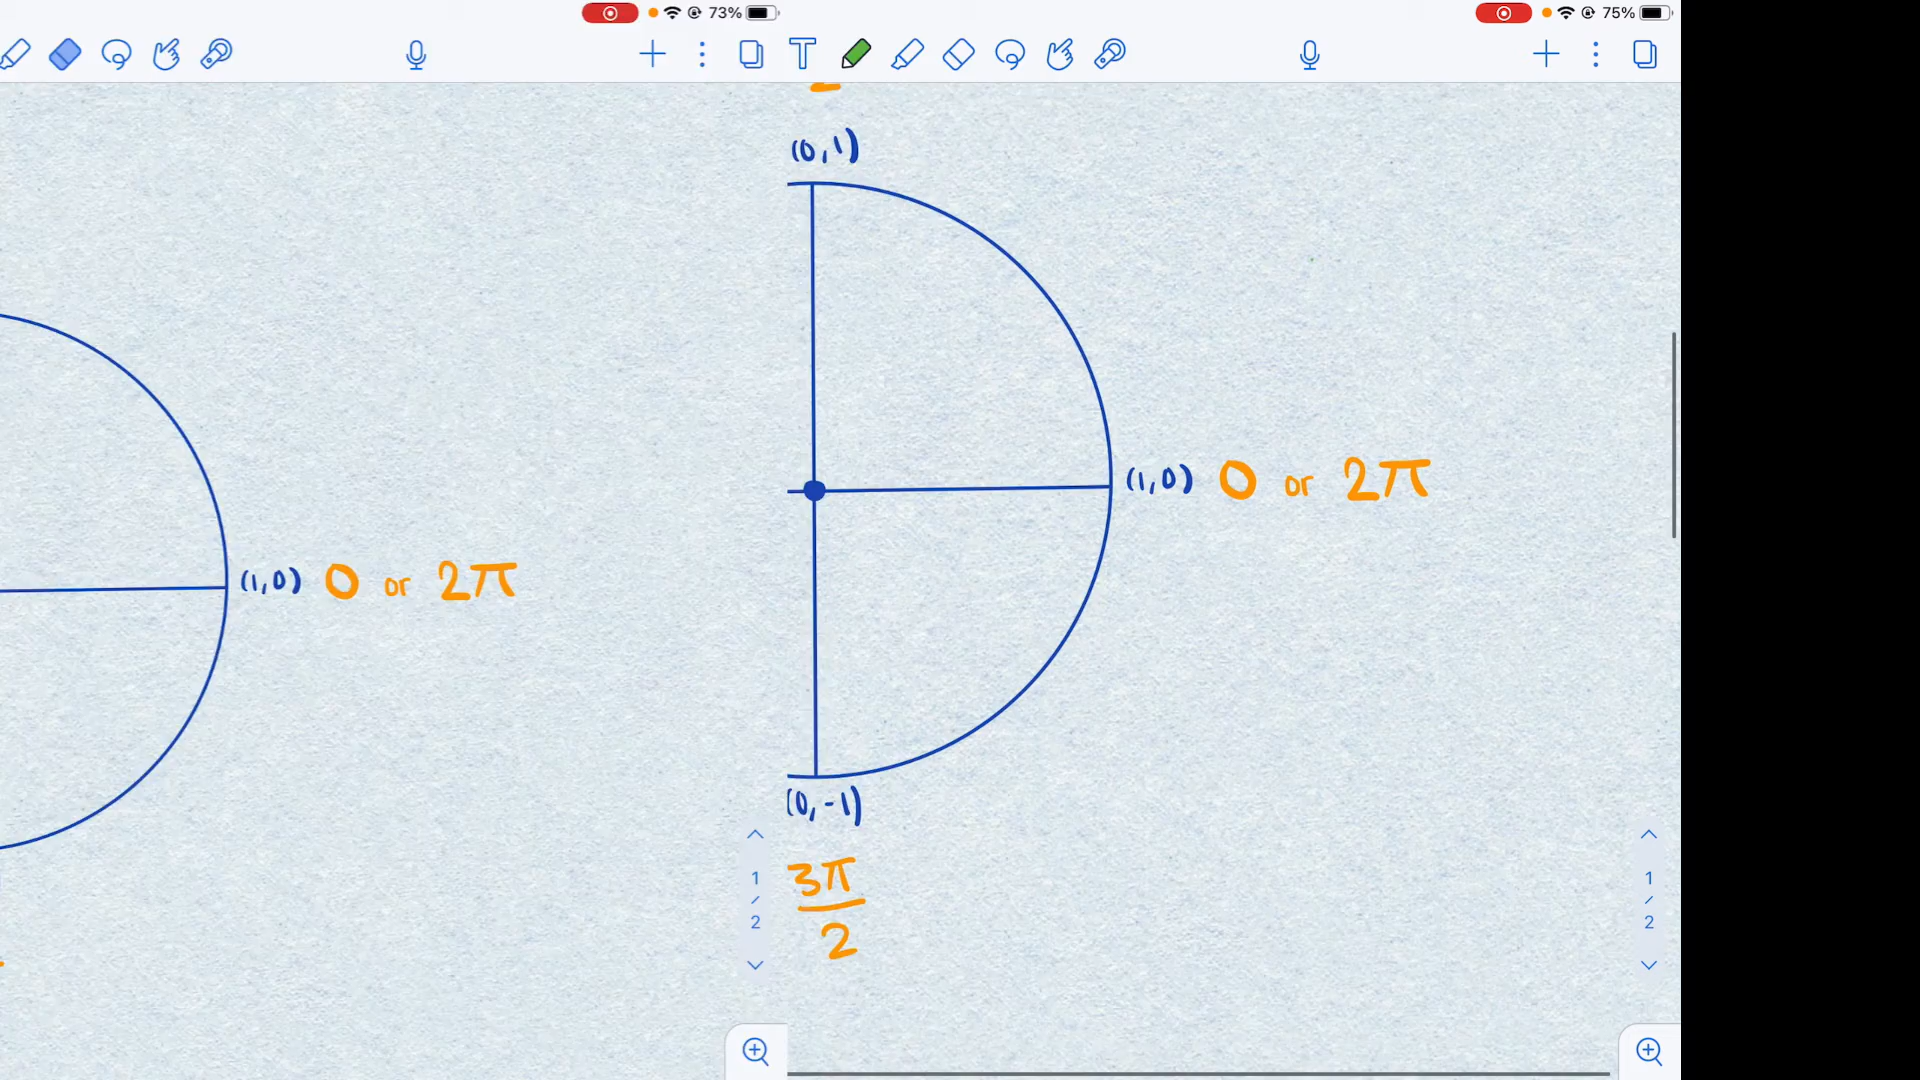 73%
75%
T
(0,1)
(1,0) 0 or 2π
(1,0) 0 or 2π
(0,-1)
3π
2
1
2
1
2